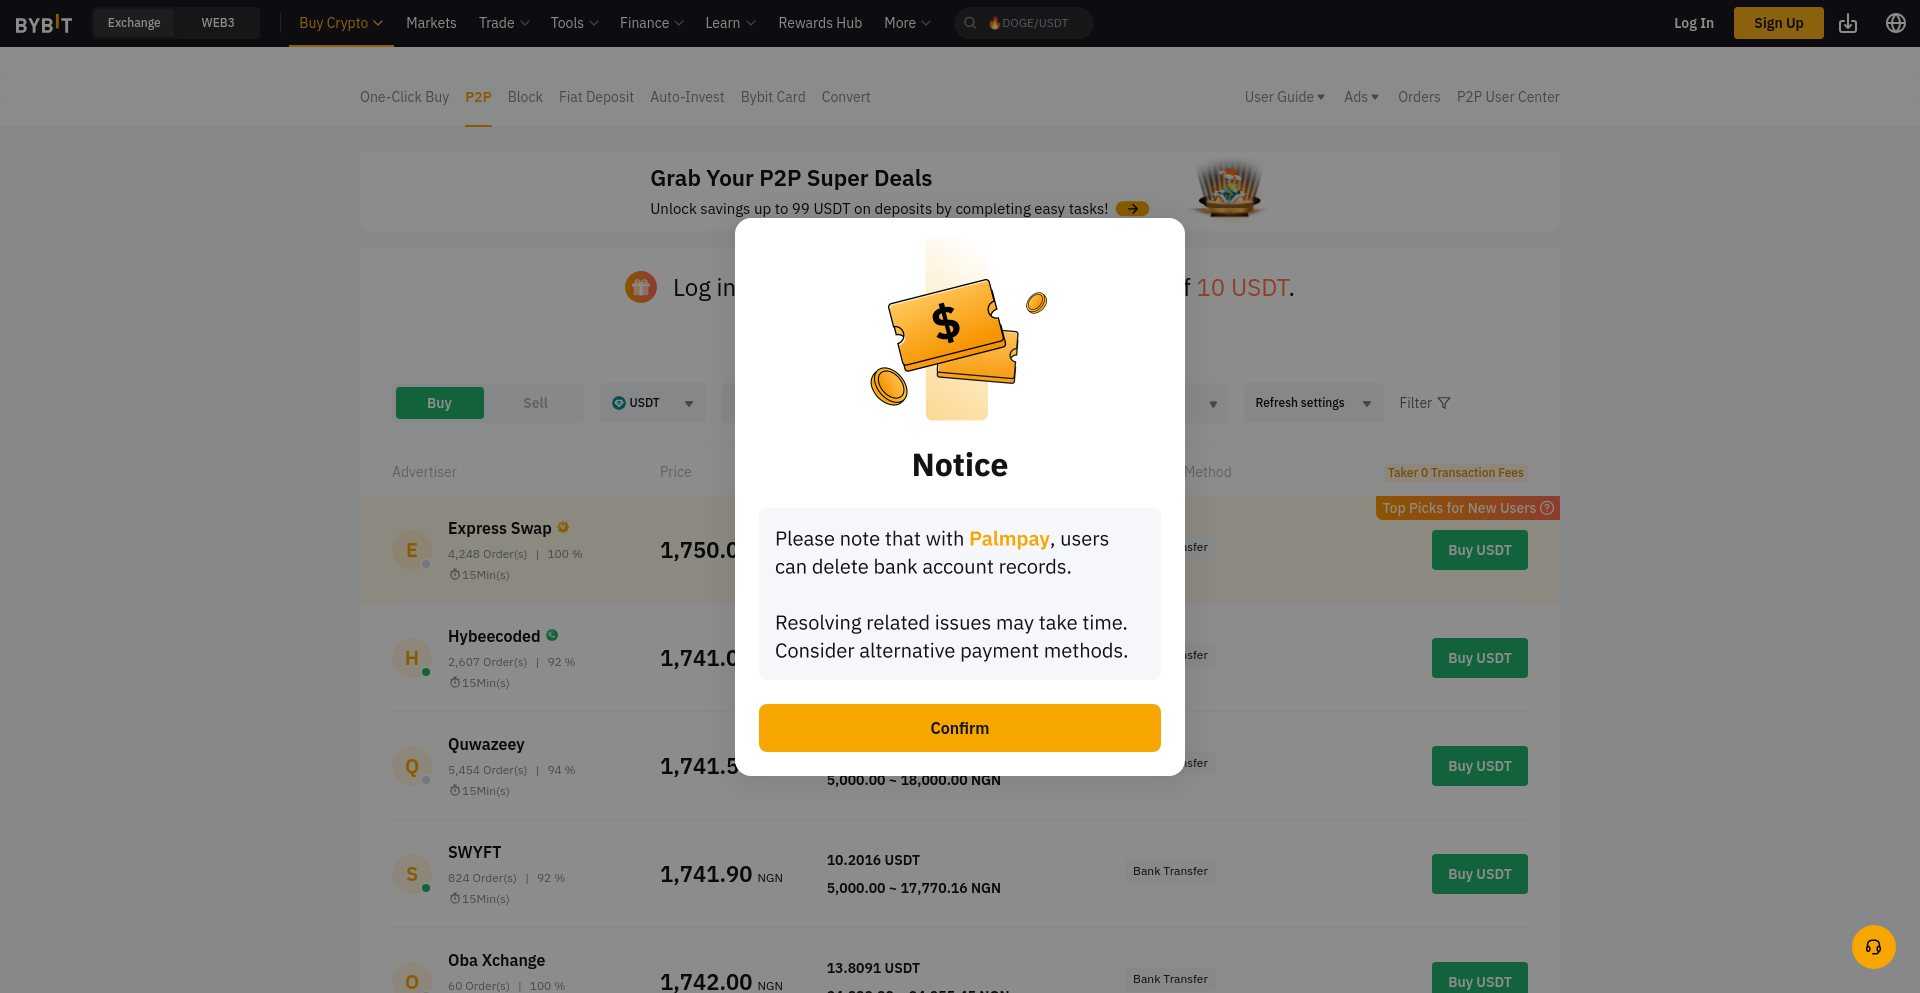 BYBIT Exchange WEB3 Buy Crypto Markets Trade Tools Finance Learn Rewards Hub More 🔥DOGE/USDT Log In Sign Up
One-Click Buy P2P Block Fiat Deposit Auto-Invest Bybit Card Convert User Guide Ads Orders P2P User Center
Grab Your P2P Super Deals
Unlock savings up to 99 USDT on deposits by completing easy tasks!
Log in 10 USDT.
Buy Sell USDT Refresh settings Filter
Advertiser Price Method Taker 0 Transaction Fees
Top Picks for New Users
E Express Swap
4,248 Order(s) | 100 %
15Min(s)
1,750.0
Buy USDT
H Hybeecoded
2,607 Order(s) | 92 %
15Min(s)
1,741.0
Buy USDT
Q Quwazeey
5,454 Order(s) | 94 %
15Min(s)
1,741.5
5,000.00 ~ 18,000.00 NGN
Buy USDT
S SWYFT
824 Order(s) | 92 %
15Min(s)
1,741.90 NGN
10.2016 USDT
5,000.00 ~ 17,770.16 NGN
Bank Transfer
Buy USDT
O Oba Xchange
60 Order(s) | 100 %
1,742.00 NGN
13.8091 USDT
Bank Transfer
Buy USDT
$
Notice
Please note that with Palmpay, users
can delete bank account records.
Resolving related issues may take time.
Consider alternative payment methods.
Confirm